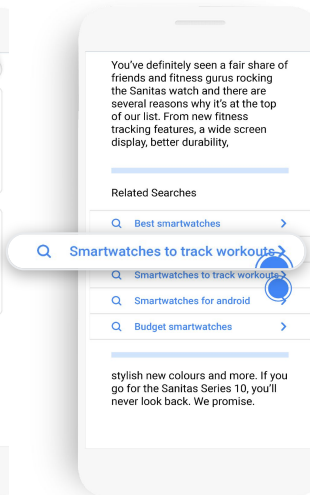 You've definitely seen a fair share of
friends and fitness gurus rocking
the Sanitas watch and there are
several reasons why it's at the top
of our list. From new fitness
tracking features, a wide screen
display, better durability,
Related Searches
Best smartwatches
Smartwatches to track workouts
Smartwatches to track workouts
Smartwatches for android
Budget smartwatches
stylish new colours and more. If you
go for the Sanitas Series 10, you'll
never look back. We promise.